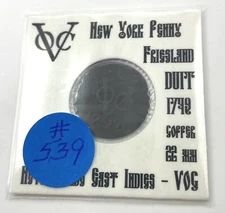 VOC
New York Penny
Friesland
DUIT
1748
copper
22 mm
#
539
East Indies - VOC